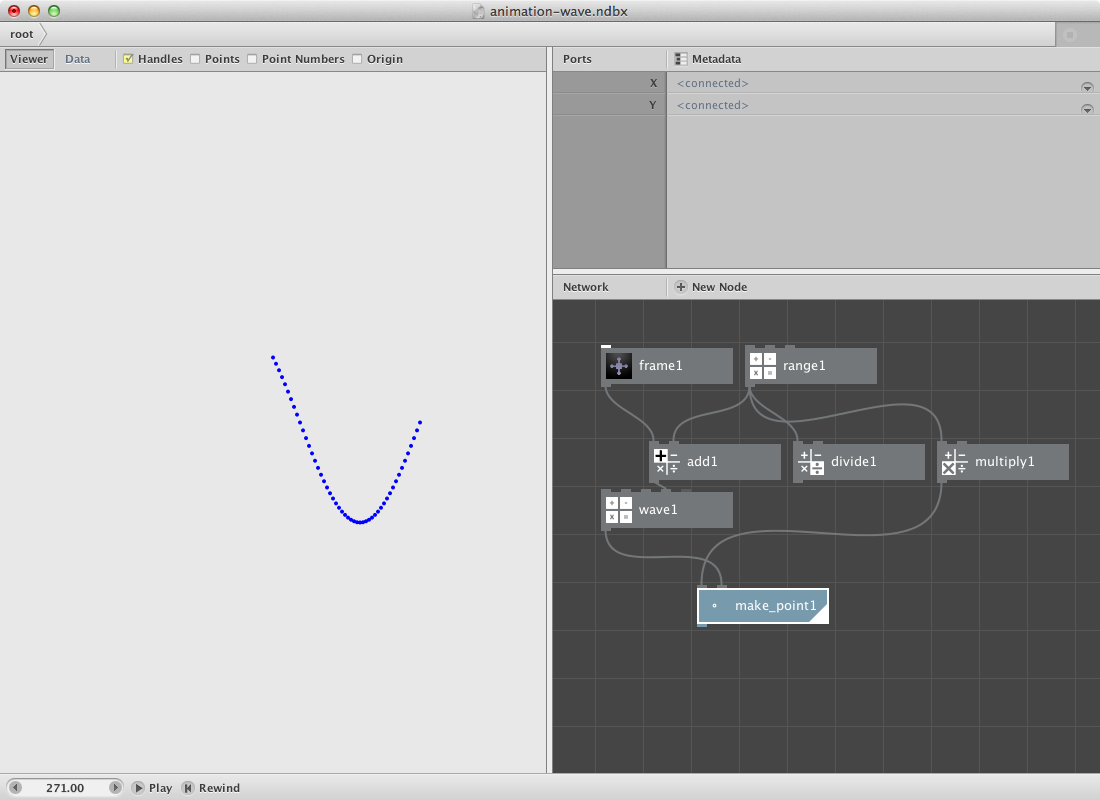 animation-wave.ndbx
root
Viewer Data Handles Points Point Numbers Origin
Ports Metadata
X <connected>
Y <connected>
Network New Node
frame1 range1
add1 divide1 multiply1
wave1
make_point1
271.00 Play Rewind